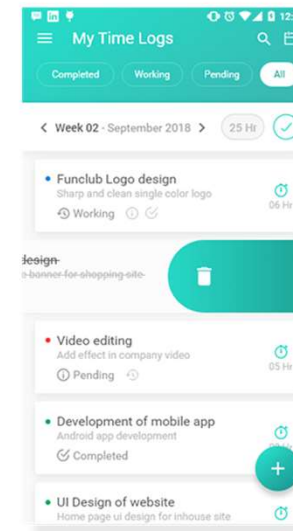 12:
My Time Logs
Completed Working Pending All
Week 02 - September 2018 25 Hr
Funclub Logo design
Sharp and clean single color logo
06 Hr
Working
design
banner for shopping site
Video editing
Add effect in company video
05 Hr
Pending
Development of mobile app
Android app development
Completed
UI Design of website
Home page ui design for inhouse site